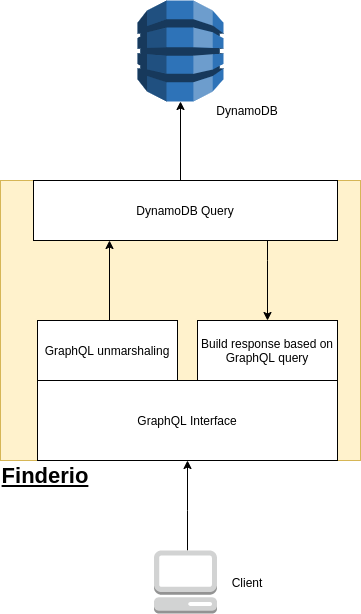 DynamoDB
DynamoDB Query
GraphQL unmarshaling
Build response based on
GraphQL query
GraphQL Interface
Finderio
Client